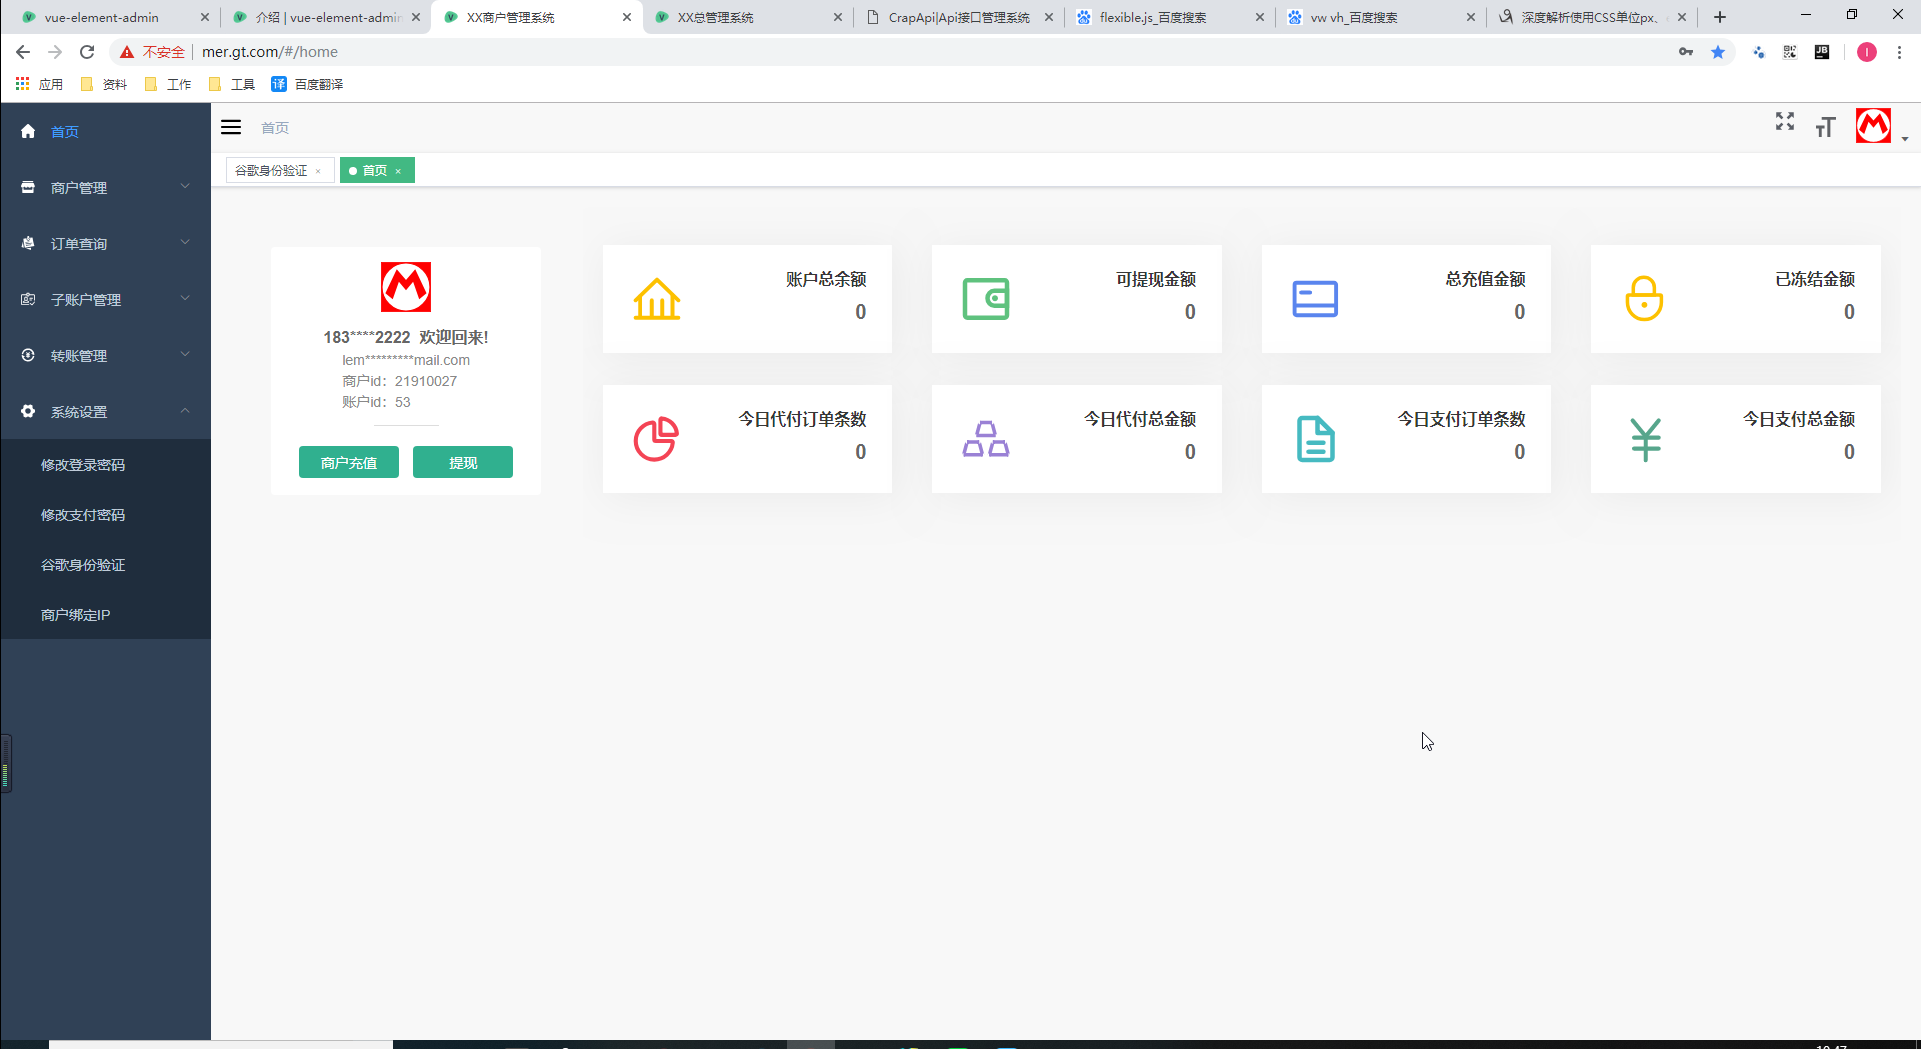 vue-element-admin
介绍 | vue-element-admin
XX商户管理系统
XX总管理系统
CrapApi|Api接口管理系统
flexible.js_百度搜索
vw vh_百度搜索
深度解析使用CSS单位px、
不安全
mer.gt.com/#/home
应用
资料
工作
工具
译 百度翻译
首页
商户管理
订单查询
子账户管理
转账管理
系统设置
修改登录密码
修改支付密码
谷歌身份验证
商户绑定IP
首页
谷歌身份验证 ×
首页 ×
183****2222 欢迎回来!
lem*********mail.com
商户id：21910027
账户id：53
商户充值
提现
账户总余额
0
可提现金额
0
总充值金额
0
已冻结金额
0
今日代付订单条数
0
今日代付总金额
0
今日支付订单条数
0
今日支付总金额
0